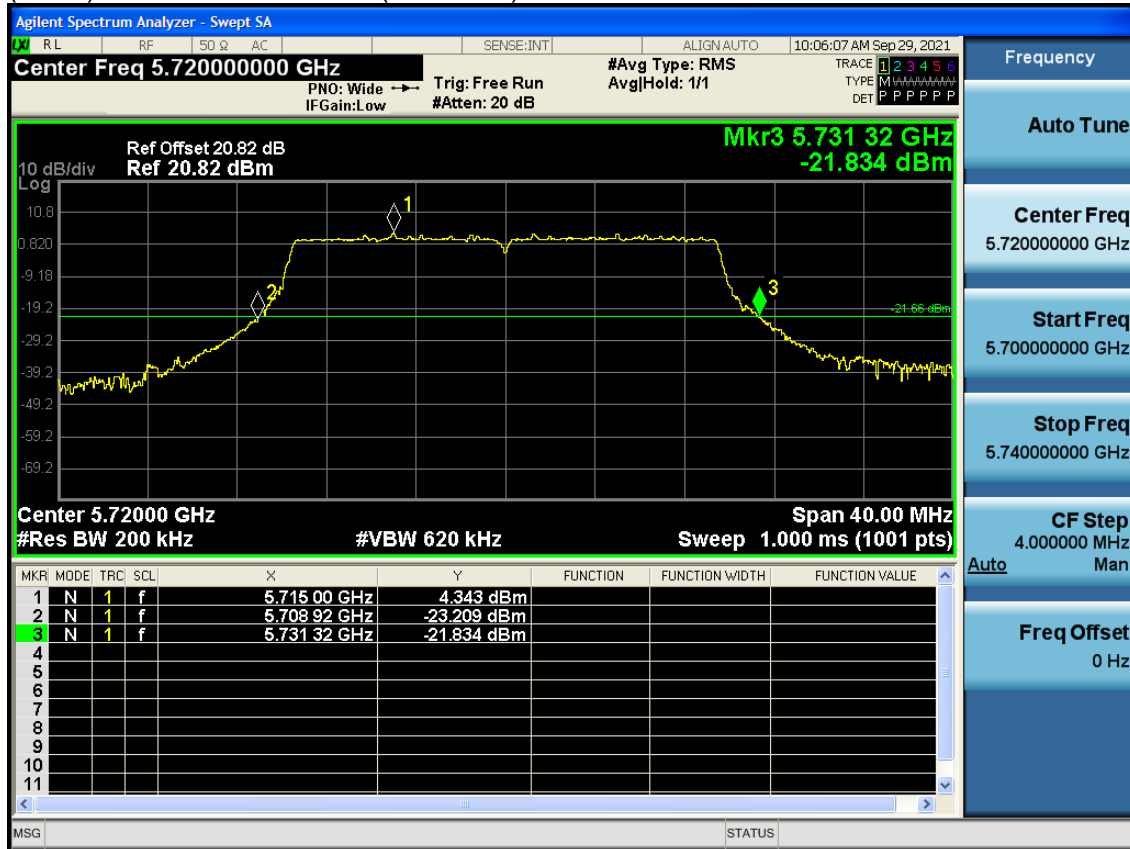 Agilent Spectrum Analyzer - Swept SA
LXI RL RF 50 Ω AC SENSE:INT ALIGN AUTO 10:06:07 AM Sep 29, 2021
Center Freq 5.720000000 GHz
PNO: Wide
IFGain:Low
Trig: Free Run
#Atten: 20 dB
#Avg Type: RMS
Avg|Hold: 1/1
TRACE 1 2 3 4 5 6
TYPE M
DET P P P P P P
Ref Offset 20.82 dB
10 dB/div Ref 20.82 dBm
Log
Mkr3 5.731 32 GHz
-21.834 dBm
10.8
0.820
-9.18
-19.2
-29.2
-39.2
-49.2
-59.2
-69.2
1
2
3
-21.66 dBm
Center 5.72000 GHz Span 40.00 MHz
#Res BW 200 kHz #VBW 620 kHz Sweep 1.000 ms (1001 pts)
MKR MODE TRC SCL X Y FUNCTION FUNCTION WIDTH FUNCTION VALUE
1 N 1 f 5.715 00 GHz 4.343 dBm
2 N 1 f 5.708 92 GHz -23.209 dBm
3 N 1 f 5.731 32 GHz -21.834 dBm
4
5
6
7
8
9
10
11
MSG STATUS
Frequency
Auto Tune
Center Freq
5.720000000 GHz
Start Freq
5.700000000 GHz
Stop Freq
5.740000000 GHz
CF Step
4.000000 MHz
Auto Man
Freq Offset
0 Hz